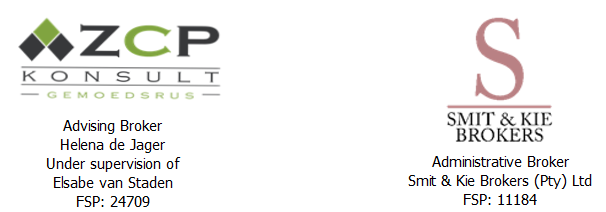 ZCP
KONSULT
GEMOEDSRUS
Advising Broker
Helena de Jager
Under supervision of
Elsabe van Staden
FSP: 24709
S
SMIT & KIE
BROKERS
Administrative Broker
Smit & Kie Brokers (Pty) Ltd
FSP: 11184